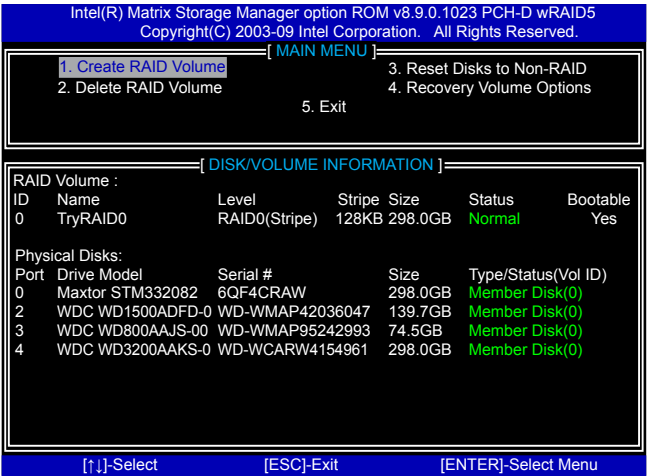 Intel(R) Matrix Storage Manager option ROM v8.9.0.1023 PCH-D wRAID5
Copyright(C) 2003-09 Intel Corporation. All Rights Reserved.
[ MAIN MENU ]
1. Create RAID Volume 3. Reset Disks to Non-RAID
2. Delete RAID Volume 4. Recovery Volume Options
5. Exit
[ DISK/VOLUME INFORMATION ]
RAID Volume :
ID Name Level Stripe Size Status Bootable
0 TryRAID0 RAID0(Stripe) 128KB 298.0GB Normal Yes
Physical Disks:
Port Drive Model Serial # Size Type/Status(Vol ID)
0 Maxtor STM332082 6QF4CRAW 298.0GB Member Disk(0)
2 WDC WD1500ADFD-0 WD-WMAP42036047 139.7GB Member Disk(0)
3 WDC WD800AAJS-00 WD-WMAP95242993 74.5GB Member Disk(0)
4 WDC WD3200AAKS-0 WD-WCARW4154961 298.0GB Member Disk(0)
[↑↓]-Select [ESC]-Exit [ENTER]-Select Menu